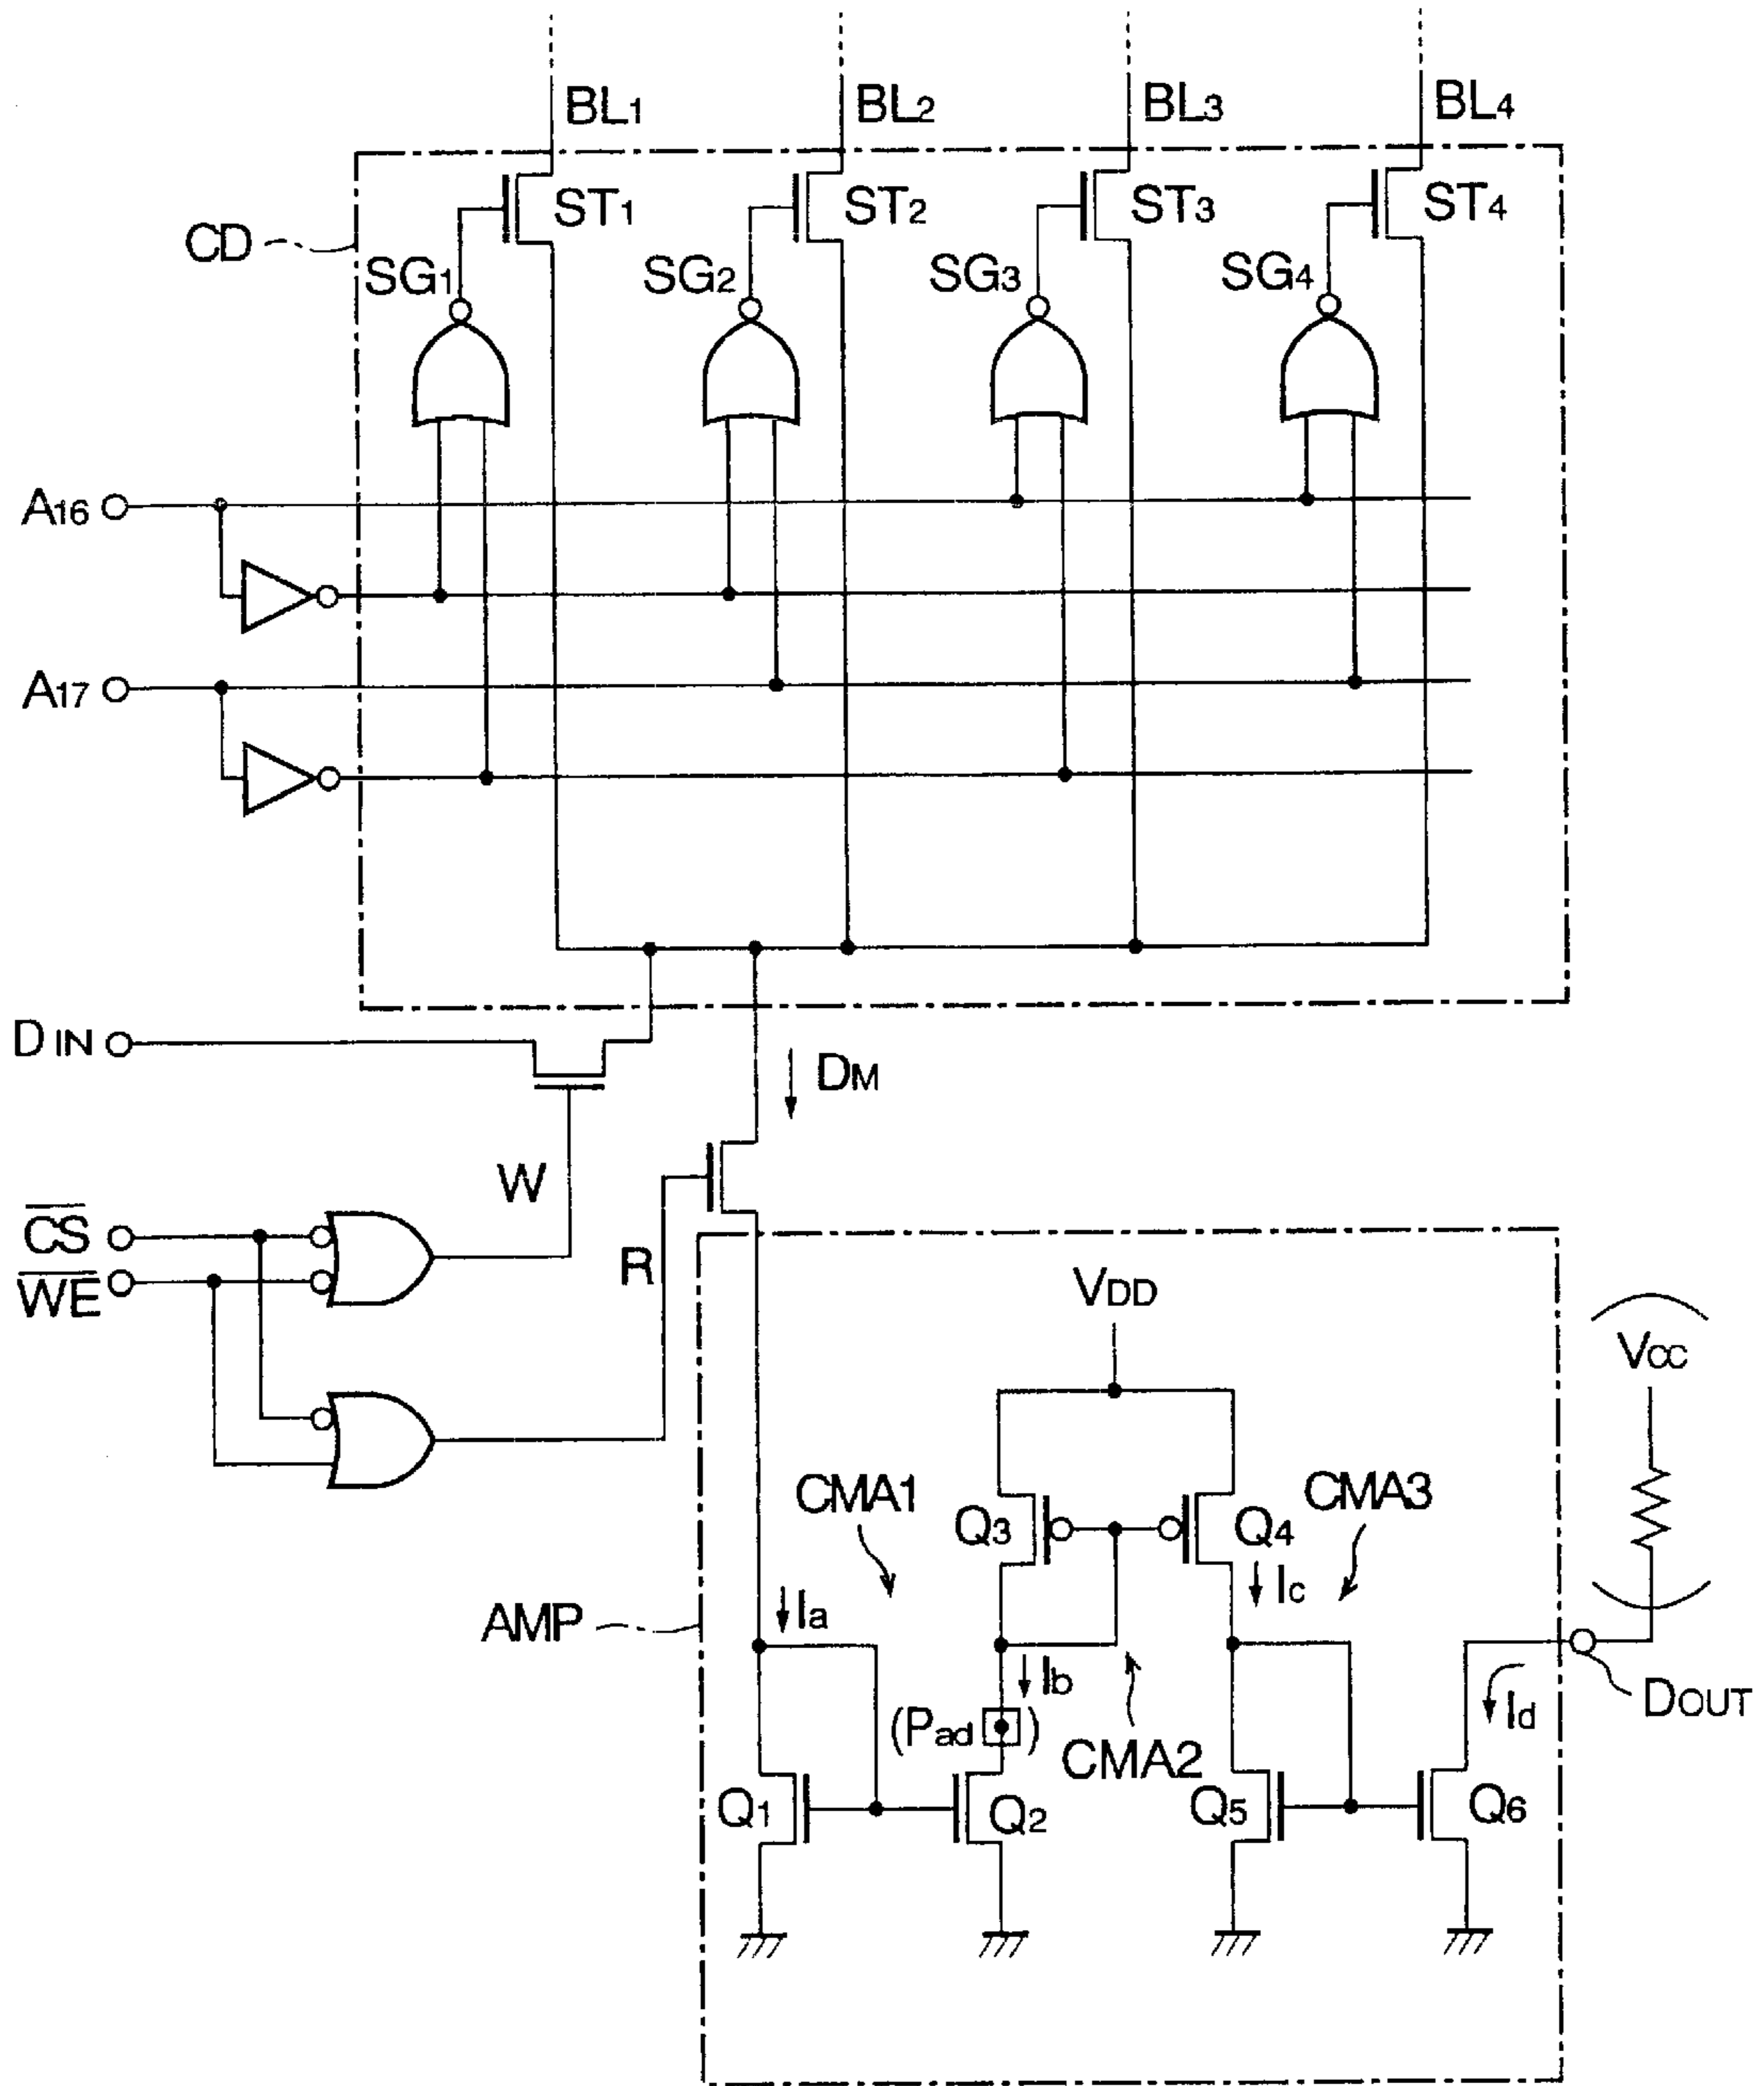 BL1 BL2 BL3 BL4
ST1 ST2 ST3 ST4
CD
SG1 SG2 SG3 SG4
A16
A17
DIN
DM
W
CS
WE
R
VDD
VCC
CMA1 CMA3
Q3 Q4
Ic
Ia
AMP
Ib
Id
DOUT
(Pad)
CMA2
Q1 Q2 Q5 Q6